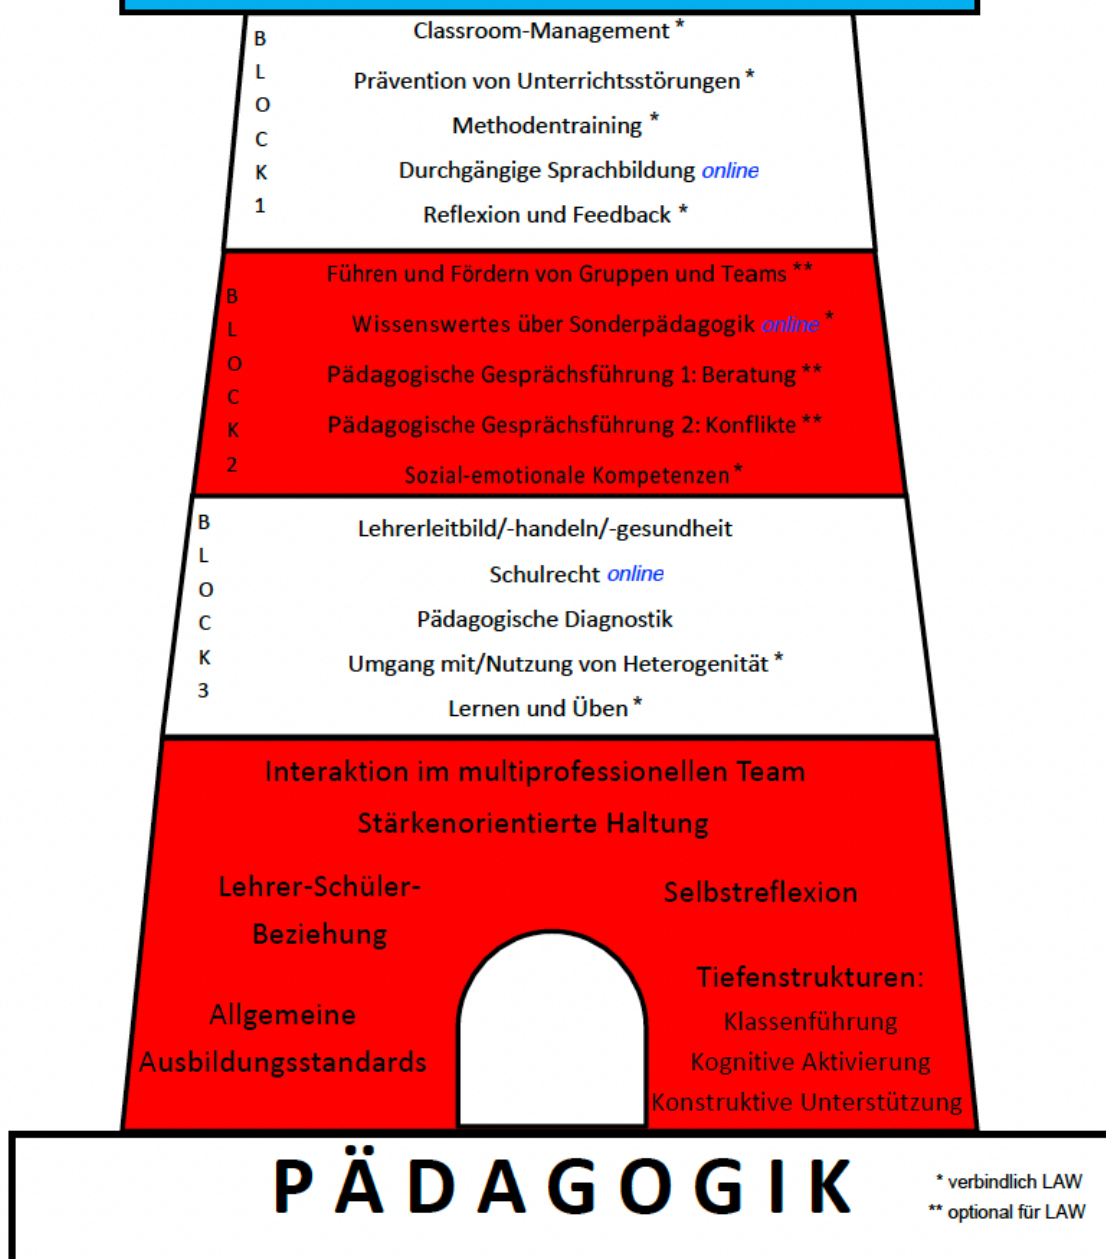 BLOCK 1
Classroom-Management *
Prävention von Unterrichtsstörungen *
Methodentraining *
Durchgängige Sprachbildung online
Reflexion und Feedback *
BLOCK 2
Führen und Fördern von Gruppen und Teams **
Wissenswertes über Sonderpädagogik online *
Pädagogische Gesprächsführung 1: Beratung **
Pädagogische Gesprächsführung 2: Konflikte **
Sozial-emotionale Kompetenzen *
BLOCK 3
Lehrerleitbild/-handeln/-gesundheit
Schulrecht online
Pädagogische Diagnostik
Umgang mit/Nutzung von Heterogenität *
Lernen und Üben *
Interaktion im multiprofessionellen Team
Stärkenorientierte Haltung
Lehrer-Schüler-
Beziehung
Selbstreflexion
Allgemeine
Ausbildungsstandards
Tiefenstrukturen:
Klassenführung
Kognitive Aktivierung
Konstruktive Unterstützung
PÄDAGOGIK
* verbindlich LAW
** optional für LAW